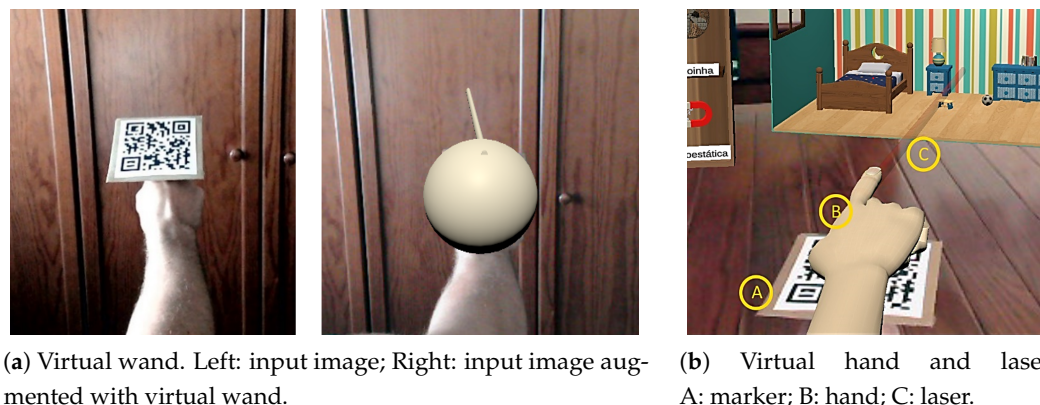 oinha
oestática
C
B
A
(a) Virtual wand. Left: input image; Right: input image aug-
mented with virtual wand.
(b) Virtual hand and lase
A: marker; B: hand; C: laser.